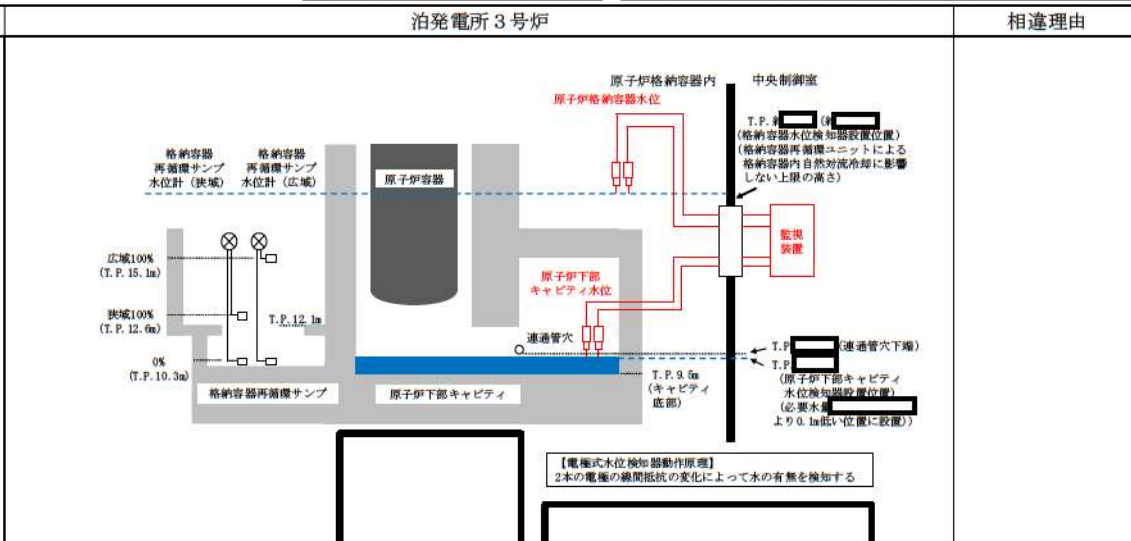 泊発電所３号炉
相違理由
原子炉格納容器内
中央制御室
原子炉格納容器水位
T.P.約
(約
(格納容器水位検知器設置位置)
(格納容器再循環ユニットによる
格納容器内自然対流冷却に影響
しない上限の高さ)
格納容器
再循環サンプ
水位計（狭域）
格納容器
再循環サンプ
水位計（広域）
原子炉容器
監視
装置
広域100%
(T.P.15.1m)
原子炉下部
キャビティ水位
狭域100%
(T.P.12.6m)
T.P.12.1m
連通管穴
0%
(T.P.10.3m)
T.P
(連通管穴下端)
T.P.
(原子炉下部キャビティ
水位検知器設置位置)
(必要水量
より0.1m低い位置に設置))
T.P.9.5m
(キャビティ
底部)
格納容器再循環サンプ
原子炉下部キャビティ
【電極式水位検知器動作原理】
2本の電極の線間抵抗の変化によって水の有無を検知する